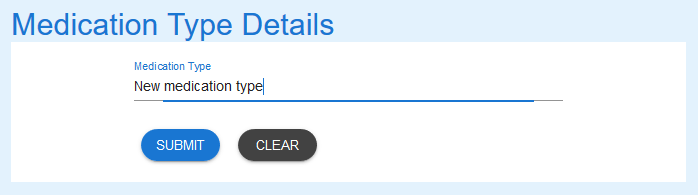 Medication Type Details
Medication Type
New medication type
SUBMIT CLEAR